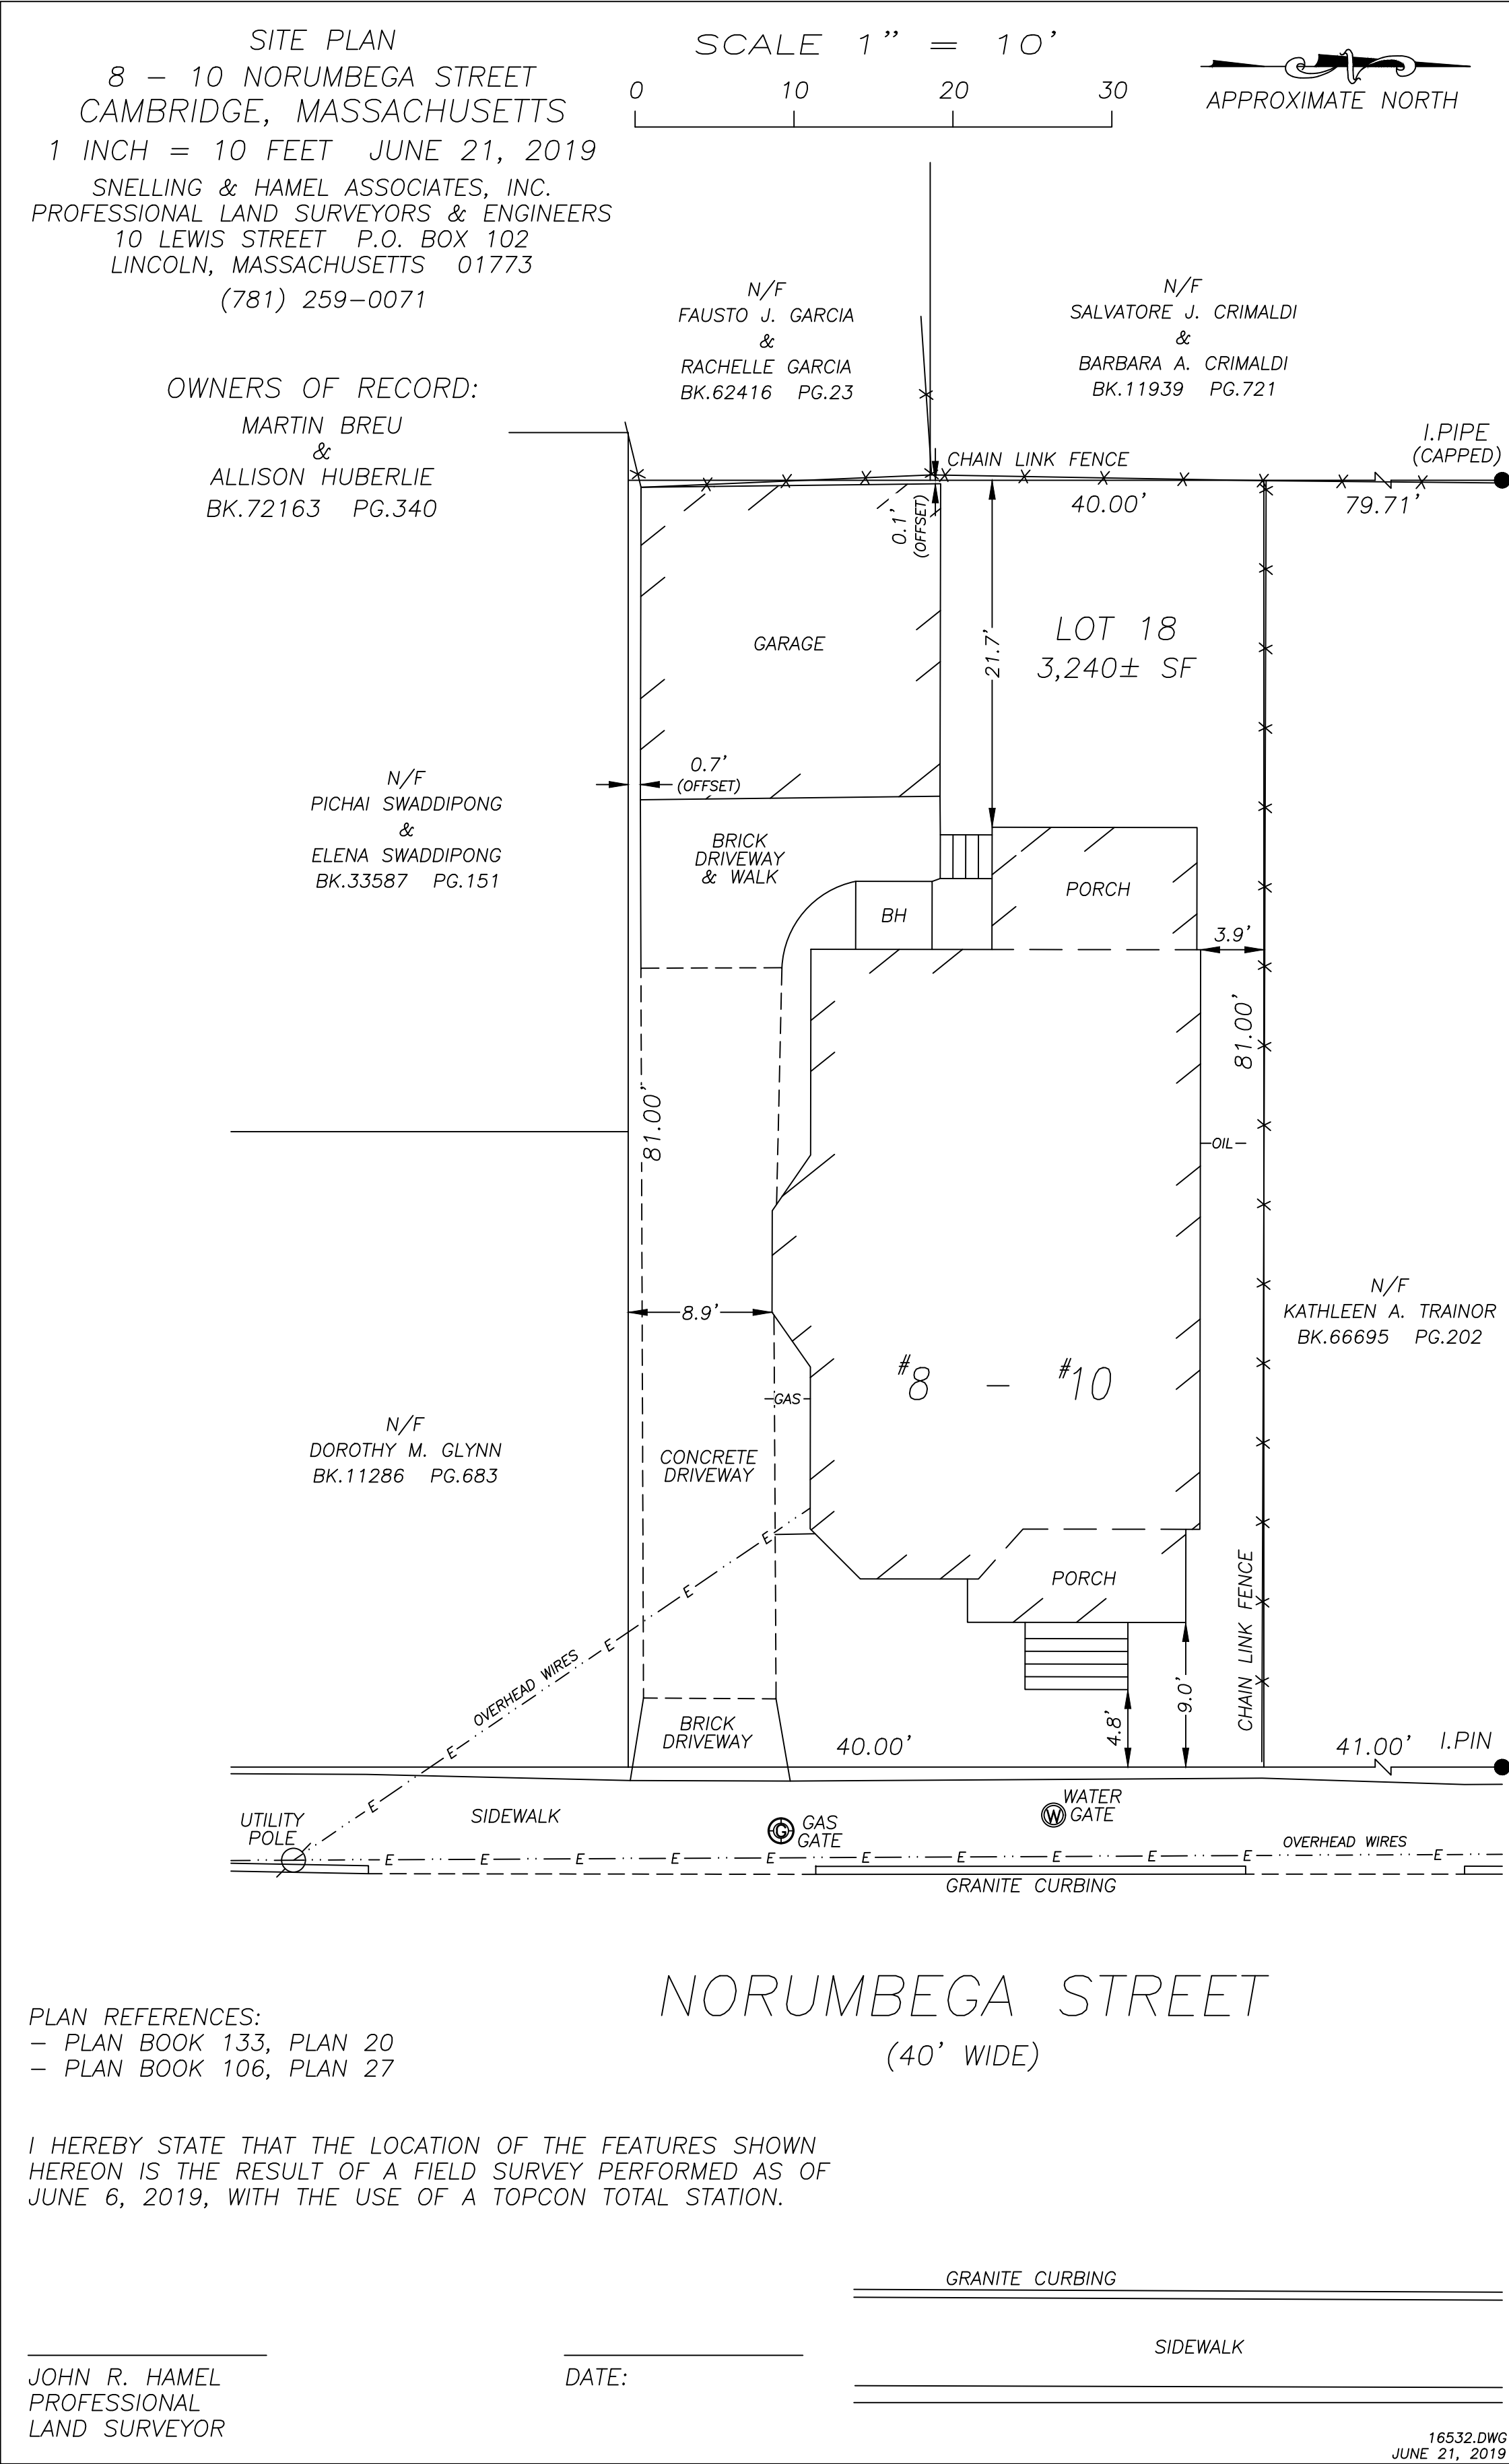 SITE PLAN
8 - 10 NORUMBEGA STREET
CAMBRIDGE, MASSACHUSETTS
1 INCH = 10 FEET JUNE 21, 2019
SNELLING & HAMEL ASSOCIATES, INC.
PROFESSIONAL LAND SURVEYORS & ENGINEERS
10 LEWIS STREET P.O. BOX 102
LINCOLN, MASSACHUSETTS 01773
(781) 259-0071
SCALE 1" = 10'
0 10 20 30
N
APPROXIMATE NORTH
OWNERS OF RECORD:
MARTIN BREU
&
ALLISON HUBERLIE
BK.72163 PG.340
N/F
FAUSTO J. GARCIA
&
RACHELLE GARCIA
BK.62416 PG.23
N/F
SALVATORE J. CRIMALDI
&
BARBARA A. CRIMALDI
BK.11939 PG.721
I.PIPE
(CAPPED)
CHAIN LINK FENCE
40.00'
79.71'
0.1'
(OFFSET)
GARAGE
21.7'
LOT 18
3,240± SF
0.7'
(OFFSET)
N/F
PICHAI SWADDIPONG
&
ELENA SWADDIPONG
BK.33587 PG.151
BRICK
DRIVEWAY
& WALK
BH
PORCH
3.9'
81.00'
81.00'
OIL
8.9'
N/F
KATHLEEN A. TRAINOR
BK.66695 PG.202
#8 - #10
GAS
N/F
DOROTHY M. GLYNN
BK.11286 PG.683
CONCRETE
DRIVEWAY
E
E
E
E
E
OVERHEAD WIRES
PORCH
CHAIN LINK FENCE
9.0'
4.8'
BRICK
DRIVEWAY
40.00'
41.00' I.PIN
UTILITY
POLE
SIDEWALK
G GAS
GATE
W WATER
GATE
OVERHEAD WIRES
E E E E E E E E E E E E
GRANITE CURBING
NORUMBEGA STREET
(40' WIDE)
PLAN REFERENCES:
- PLAN BOOK 133, PLAN 20
- PLAN BOOK 106, PLAN 27
I HEREBY STATE THAT THE LOCATION OF THE FEATURES SHOWN
HEREON IS THE RESULT OF A FIELD SURVEY PERFORMED AS OF
JUNE 6, 2019, WITH THE USE OF A TOPCON TOTAL STATION.
GRANITE CURBING
SIDEWALK
JOHN R. HAMEL
PROFESSIONAL
LAND SURVEYOR
DATE:
16532.DWG
JUNE 21, 2019